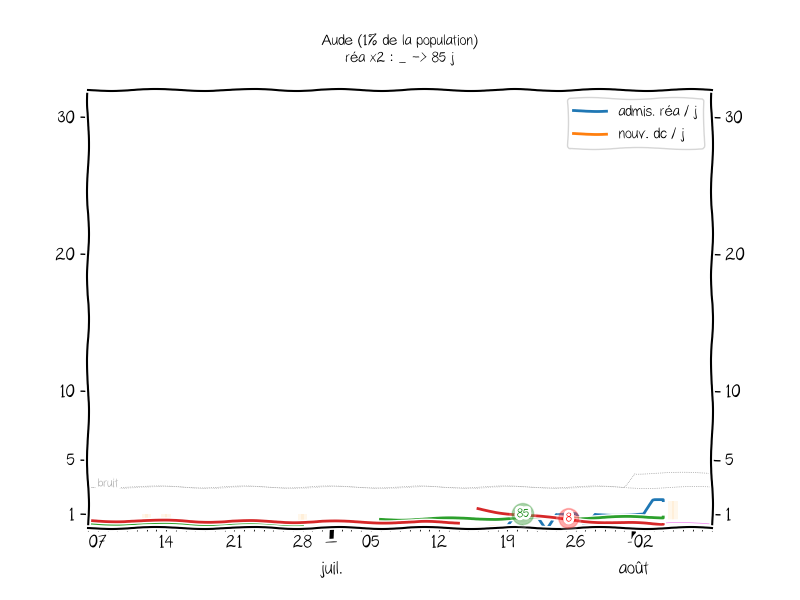 Aude (1% de la population)
réa x2 : _ -> 85 j
admis. réa / j
nouv. dc / j
30 30
20 20
10 10
5 5
bruit
1 1
85 8
07 14 21 28 05 12 19 26 02
juil. août